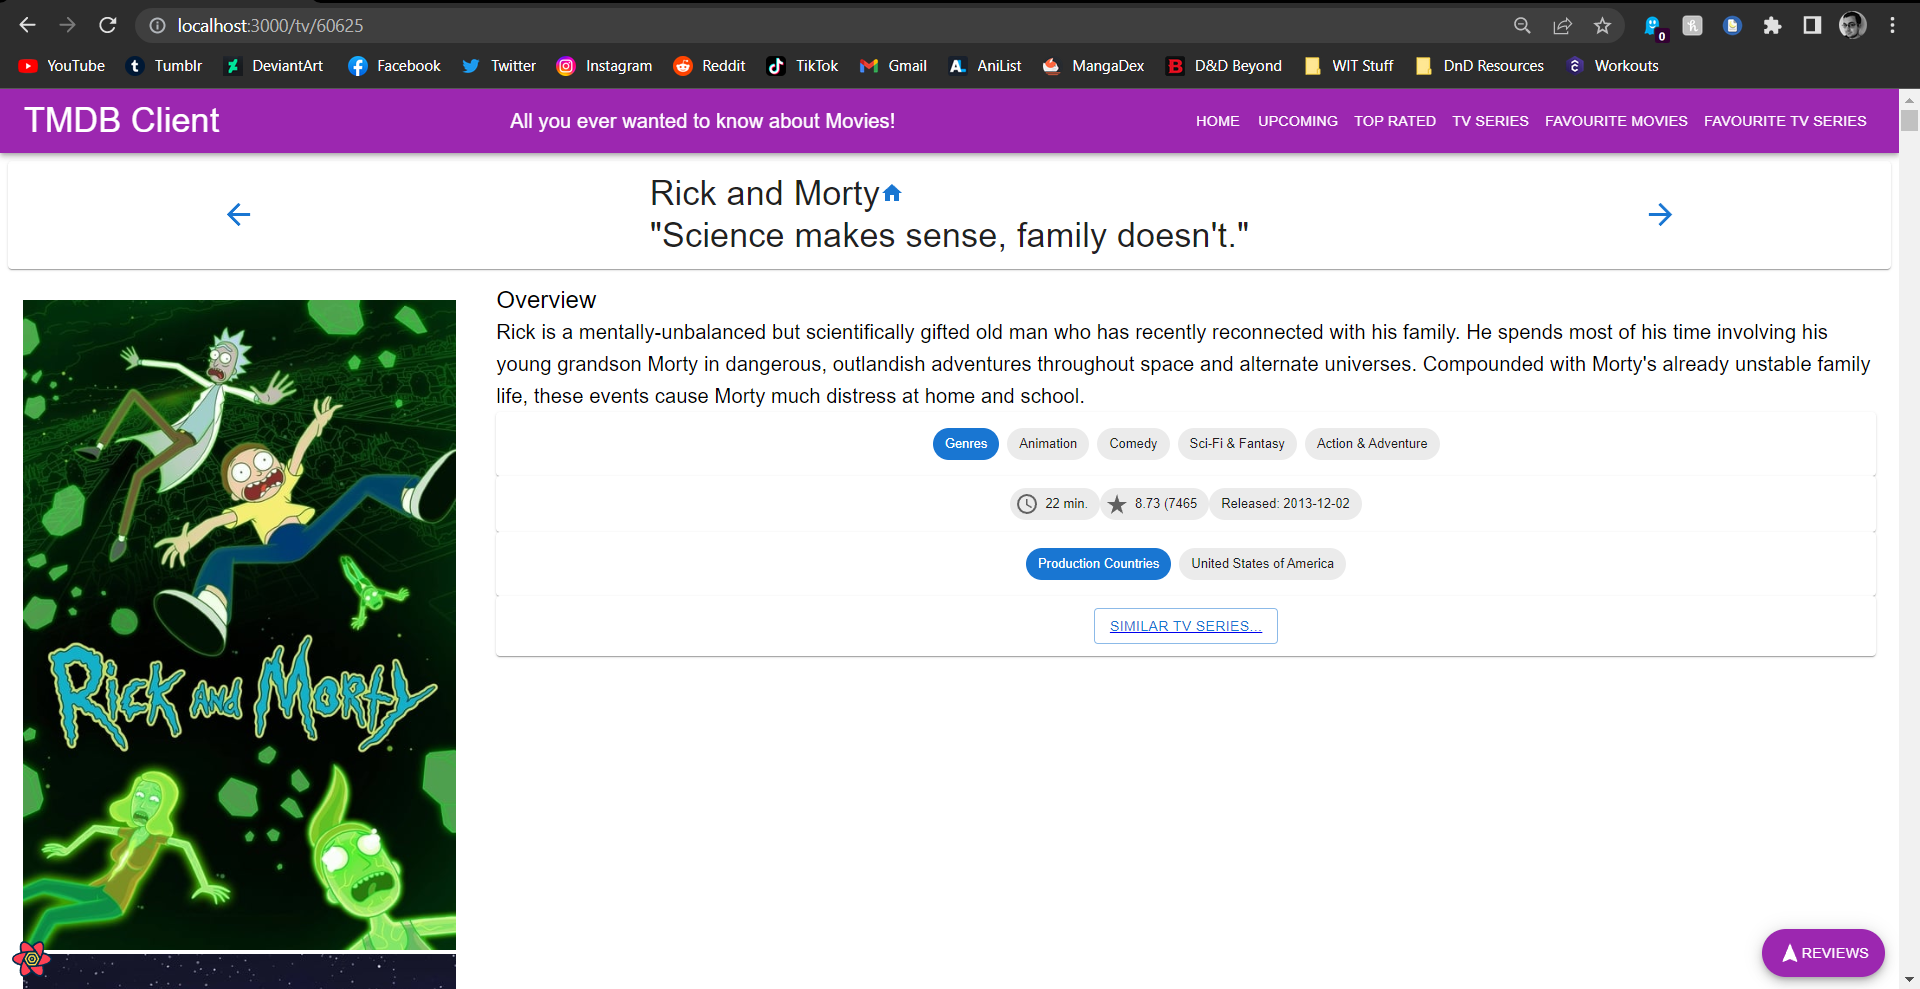 localhost:3000/tv/60625
0
YouTube Tumblr DeviantArt Facebook Twitter Instagram Reddit TikTok Gmail AniList MangaDex D&D Beyond WIT Stuff DnD Resources Workouts
TMDB Client All you ever wanted to know about Movies! HOME UPCOMING TOP RATED TV SERIES FAVOURITE MOVIES FAVOURITE TV SERIES
Rick and Morty
"Science makes sense, family doesn't."
Overview
Rick is a mentally-unbalanced but scientifically gifted old man who has recently reconnected with his family. He spends most of his time involving his
young grandson Morty in dangerous, outlandish adventures throughout space and alternate universes. Compounded with Morty's already unstable family
life, these events cause Morty much distress at home and school.
Genres Animation Comedy Sci-Fi & Fantasy Action & Adventure
22 min. 8.73 (7465 Released: 2013-12-02
Production Countries United States of America
SIMILAR TV SERIES...
RICK AND MORTY
REVIEWS